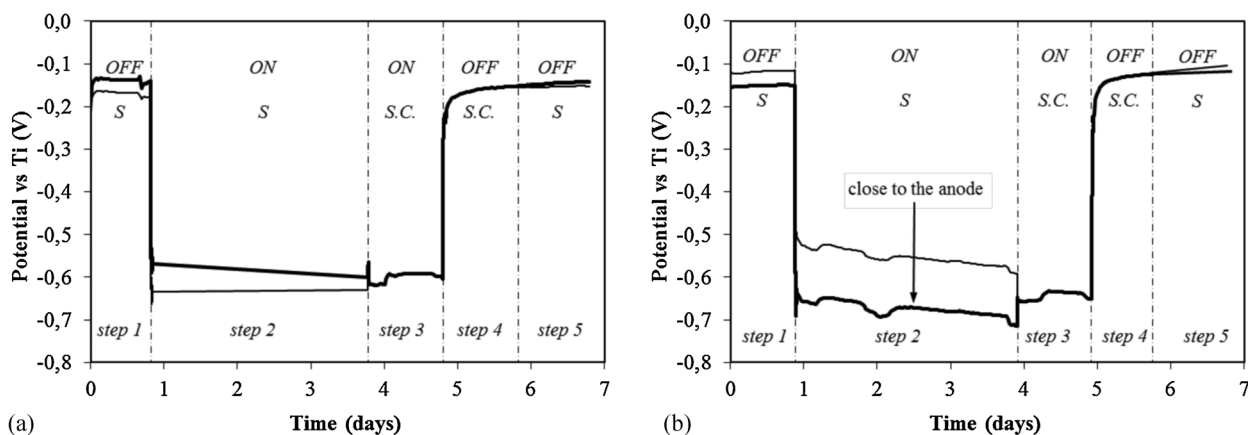 0,0
-0,1
-0,2
-0,3
-0,4
-0,5
-0,6
-0,7
-0,8
Potential vs Ti (V)
OFF ON ON OFF OFF
S S S.C. S.C. S
step 1 step 2 step 3 step 4 step 5
0 1 2 3 4 5 6 7
(a) Time (days)
0,0
-0,1
-0,2
-0,3
-0,4
-0,5
-0,6
-0,7
-0,8
Potential vs Ti (V)
OFF ON ON OFF OFF
S S S.C. S.C. S
close to the anode
step 1 step 2 step 3 step 4 step 5
0 1 2 3 4 5 6 7
(b) Time (days)